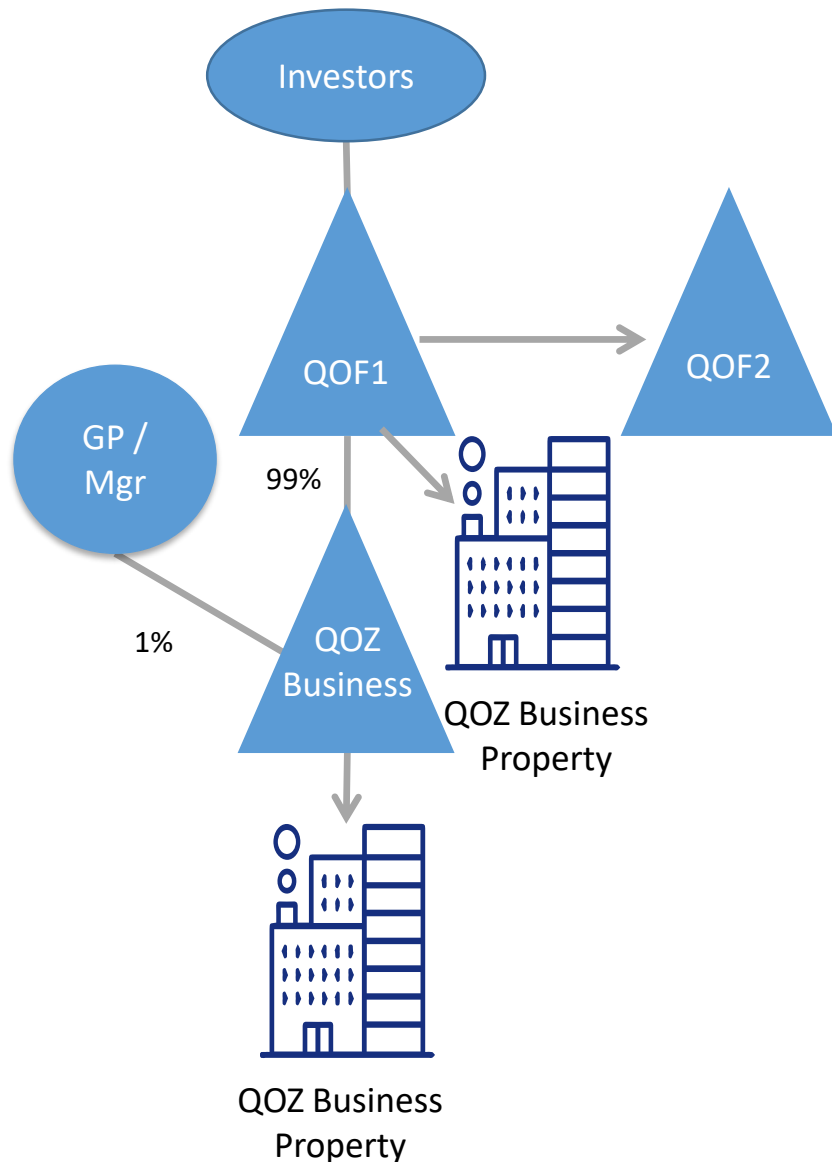 Investors
QOF1
QOF2
GP /
Mgr
99%
1%
QOZ
Business
QOZ Business
Property
QOZ Business
Property